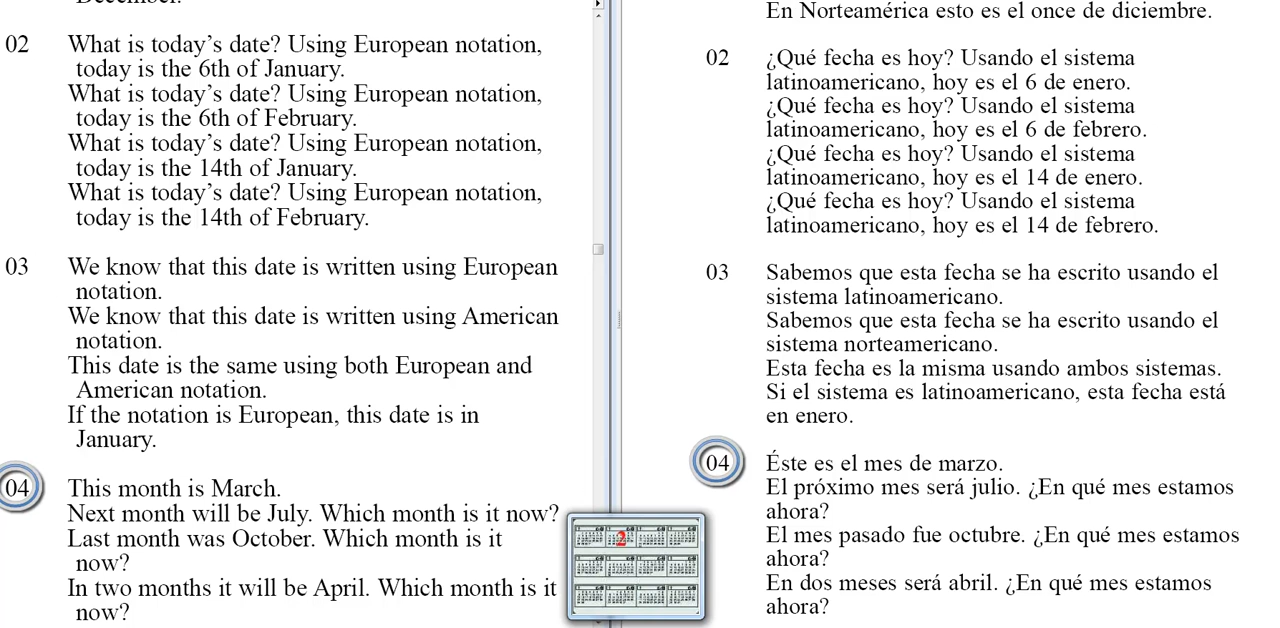 December.
02
What is today's date? Using European notation,
today is the 6th of January.
What is today's date? Using European notation,
today is the 6th of February.
What is today's date? Using European notation,
today is the 14th of January.
What is today's date? Using European notation,
today is the 14th of February.
03
We know that this date is written using European
notation.
We know that this date is written using American
notation.
This date is the same using both European and
American notation.
If the notation is European, this date is in
January.
04
This month is March.
Next month will be July. Which month is it now?
Last month was October. Which month is it
now?
In two months it will be April. Which month is it
now?
2
En Norteamérica esto es el once de diciembre.
02
¿Qué fecha es hoy? Usando el sistema
latinoamericano, hoy es el 6 de enero.
¿Qué fecha es hoy? Usando el sistema
latinoamericano, hoy es el 6 de febrero.
¿Qué fecha es hoy? Usando el sistema
latinoamericano, hoy es el 14 de enero.
¿Qué fecha es hoy? Usando el sistema
latinoamericano, hoy es el 14 de febrero.
03
Sabemos que esta fecha se ha escrito usando el
sistema latinoamericano.
Sabemos que esta fecha se ha escrito usando el
sistema norteamericano.
Esta fecha es la misma usando ambos sistemas.
Si el sistema es latinoamericano, esta fecha está
en enero.
04
Éste es el mes de marzo.
El próximo mes será julio. ¿En qué mes estamos
ahora?
El mes pasado fue octubre. ¿En qué mes estamos
ahora?
En dos meses será abril. ¿En qué mes estamos
ahora?